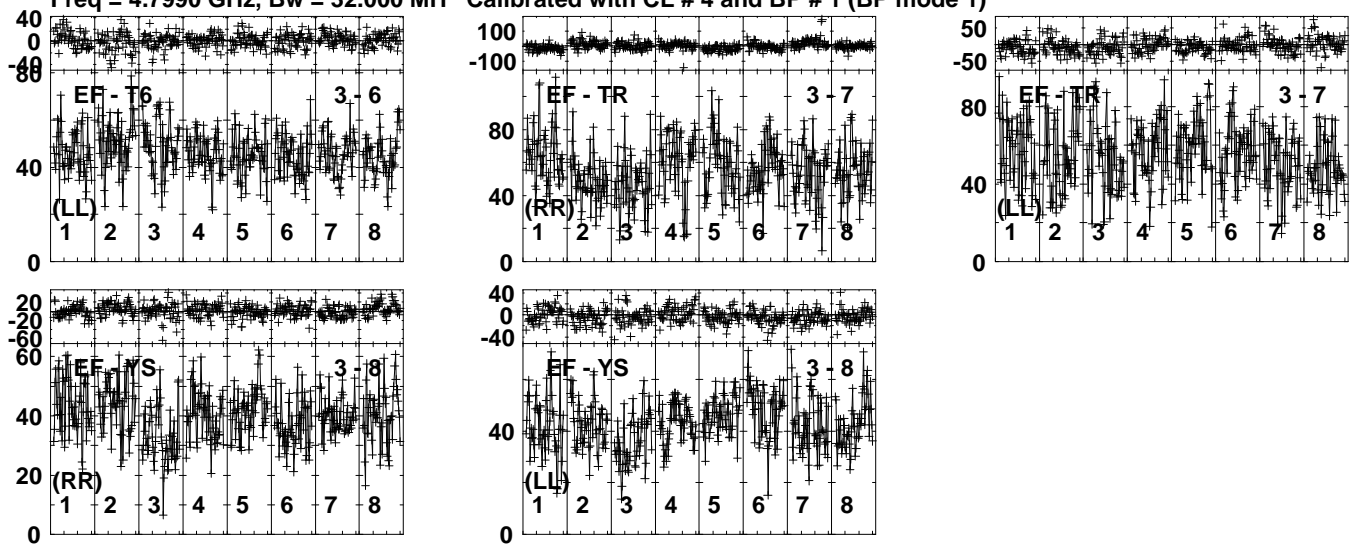 Freq = 4.7990 GHz, Bw = 32.000 MH Calibrated with CL # 4 and BP # 1 (BP mode 1)
40
0
-40
80
EF - T6 3 - 6
40
(LL)
1 2 3 4 5 6 7 8
0
100
-100
EF - TR 3 - 7
80
40
(RR)
1 2 3 4 5 6 7 8
0
50
-50
EF - TR 3 - 7
80
40
(LL)
1 2 3 4 5 6 7 8
0
20
-20
-60
60
EF - YS 3 - 8
40
20
(RR)
1 2 3 4 5 6 7 8
0
40
0
-40
EF - YS 3 - 8
40
(LL)
1 2 3 4 5 6 7 8
0